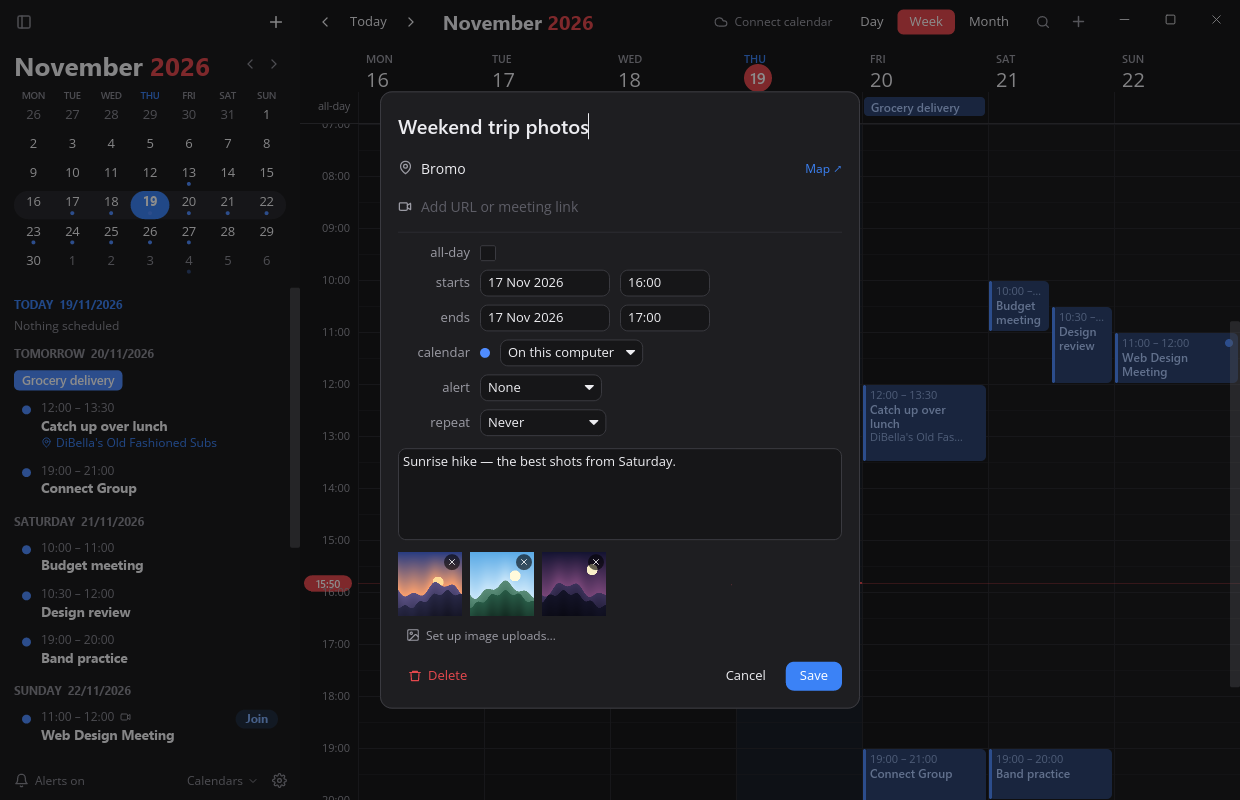 Today
November 2026
Connect calendar
Day
Week
Month
November 2026
MON TUE WED THU FRI SAT SUN
26 27 28 29 30 31 1
2 3 4 5 6 7 8
9 10 11 12 13 14 15
16 17 18 19 20 21 22
23 24 25 26 27 28 29
30 1 2 3 4 5 6
TODAY 19/11/2026
Nothing scheduled
TOMORROW 20/11/2026
Grocery delivery
12:00 – 13:30
Catch up over lunch
DiBella's Old Fashioned Subs
19:00 – 21:00
Connect Group
SATURDAY 21/11/2026
10:00 – 11:00
Budget meeting
10:30 – 12:00
Design review
19:00 – 20:00
Band practice
SUNDAY 22/11/2026
11:00 – 12:00
Join
Web Design Meeting
Alerts on
Calendars
MON TUE WED THU FRI SAT SUN
16 17 18 19 20 21 22
all-day
Grocery delivery
07:00
08:00
09:00
10:00
11:00
12:00
13:00
14:00
15:00
15:50
16:00
17:00
18:00
19:00
20:00
10:00 –...
Budget
meeting
10:30 –...
Design
review
11:00 – 12:00
Web Design
Meeting
12:00 – 13:30
Catch up over
lunch
DiBella's Old Fas...
19:00 – 21:00
Connect Group
19:00 – 20:00
Band practice
Weekend trip photos
Bromo
Map ↗
Add URL or meeting link
all-day
starts 17 Nov 2026 16:00
ends 17 Nov 2026 17:00
calendar On this computer
alert None
repeat Never
Sunrise hike — the best shots from Saturday.
Set up image uploads...
Delete
Cancel
Save